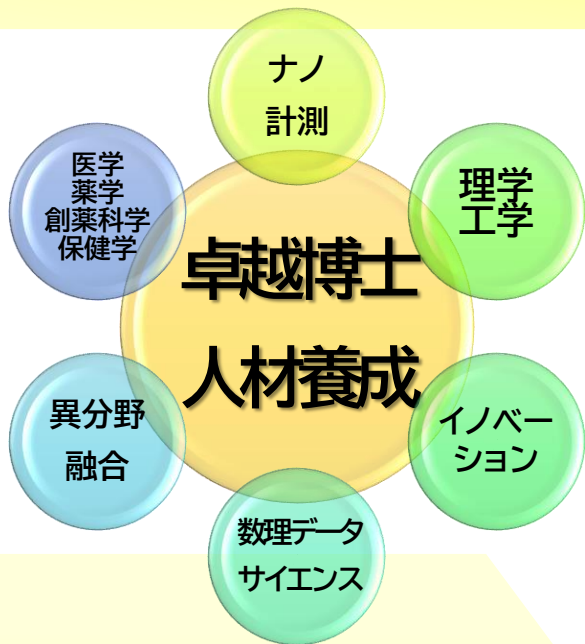 ナノ
計測
医学
薬学
創薬科学
保健学
理学
工学
卓越博士
人材養成
異分野
融合
イノベー
ション
数理データ
サイエンス